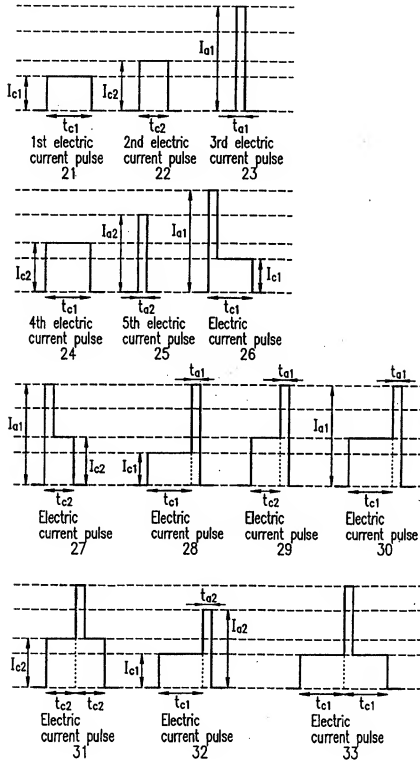 Ic1
tc1
1st electric
current pulse
21
Ic2
tc2
2nd electric
current pulse
22
Ia1
ta1
3rd electric
current pulse
23
Ic2
tc1
4th electric
current pulse
24
Ia2
ta2
5th electric
current pulse
25
Ia1
Ic1
tc1
Electric
current pulse
26
Ia1
Ic2
tc2
Electric
current pulse
27
ta1
Ic1
tc1
Electric
current pulse
28
ta1
tc2
Electric
current pulse
29
ta1
Ia1
tc1
Electric
current pulse
30
Ic2
tc2 tc2
Electric
current pulse
31
ta2
Ia2
Ic1
tc1
Electric
current pulse
32
tc1 tc1
Electric
current pulse
33